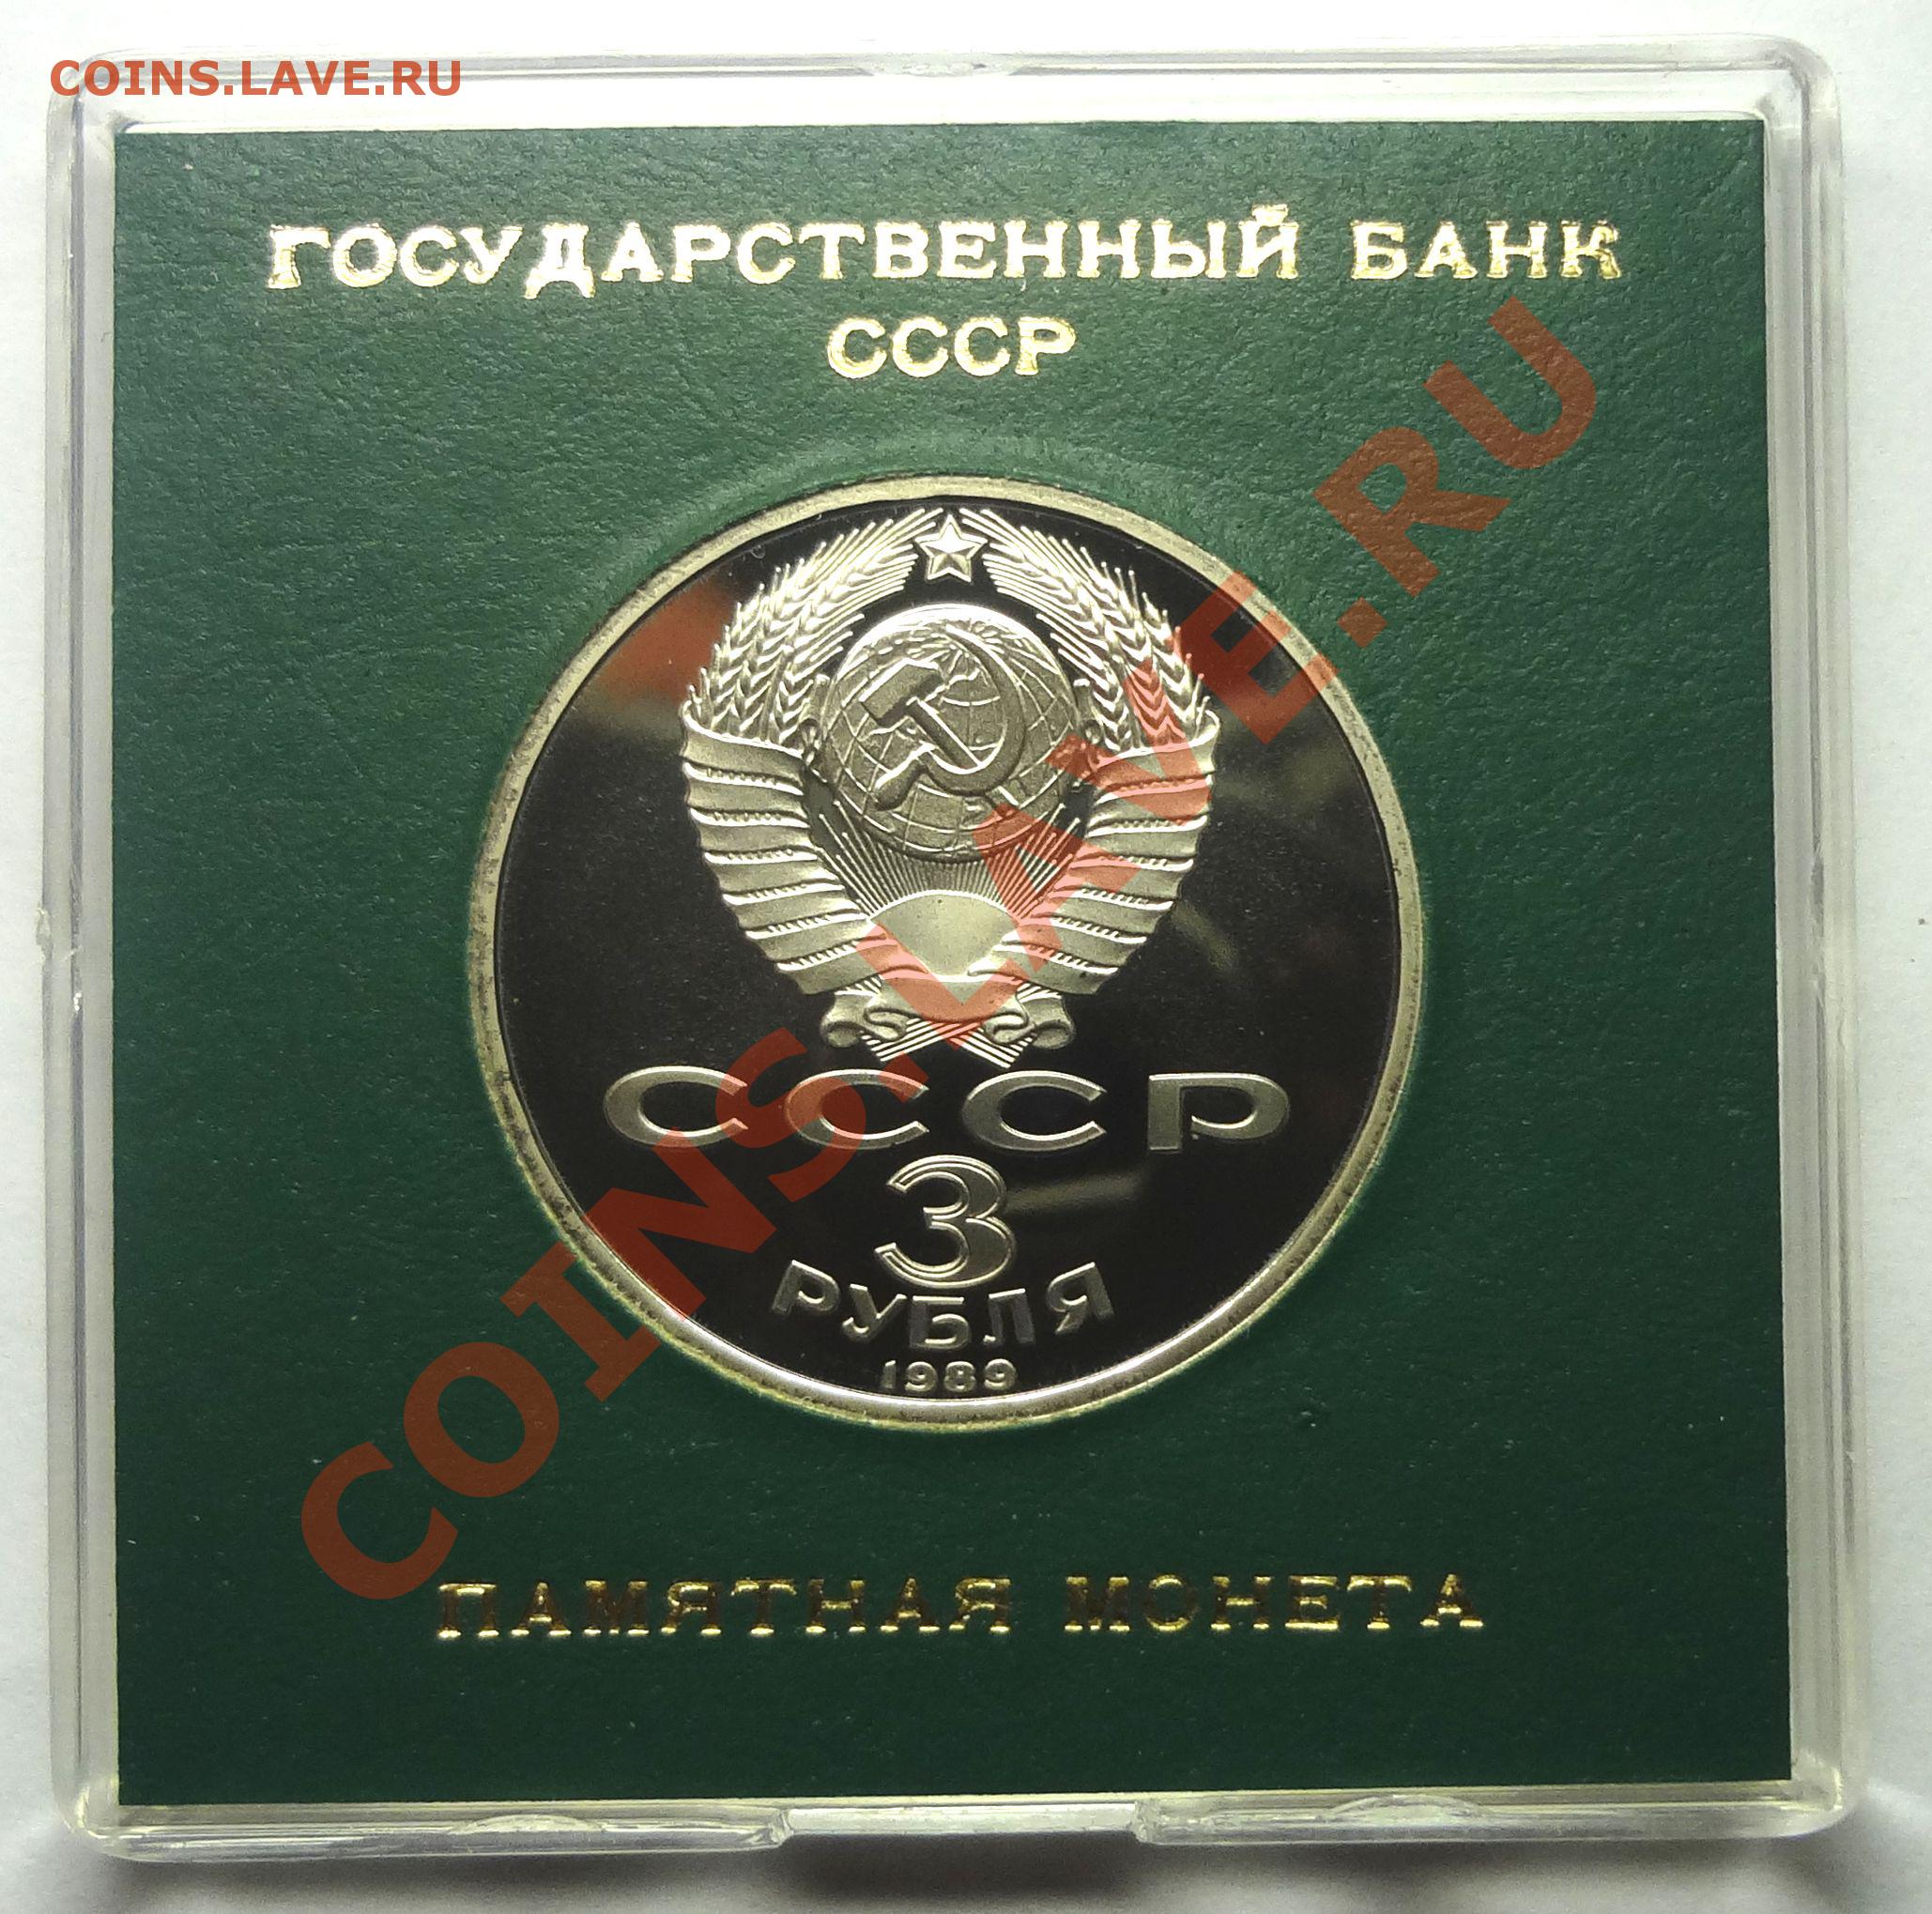 COINS.LAVE.RU
ГОСУДАРСТВЕННЫЙ БАНК
СССР
COINS.LAVE.RU
СССР
3
РУБЛЯ
1989
ПАМЯТНАЯ МОНЕТА